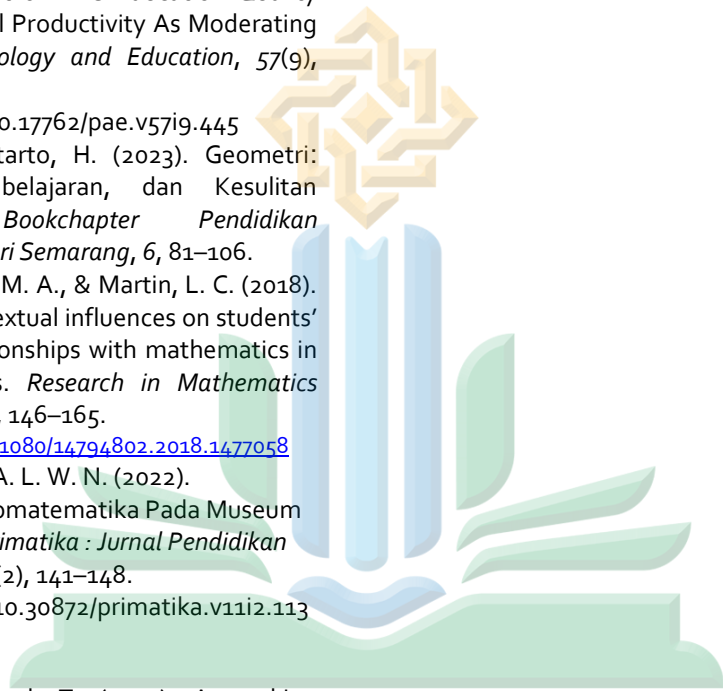 l Productivity As Moderating
ology and Education, 57(9),
0.17762/pae.v57i9.445
tarto, H. (2023). Geometri:
belajaran, dan Kesulitan
Bookchapter Pendidikan
ri Semarang, 6, 81–106.
M. A., & Martin, L. C. (2018).
extual influences on students’
onships with mathematics in
s. Research in Mathematics
, 146–165.
1080/14794802.2018.1477058
A. L. W. N. (2022).
omatematika Pada Museum
imatika : Jurnal Pendidikan
(2), 141–148.
10.30872/primatika.v11i2.113